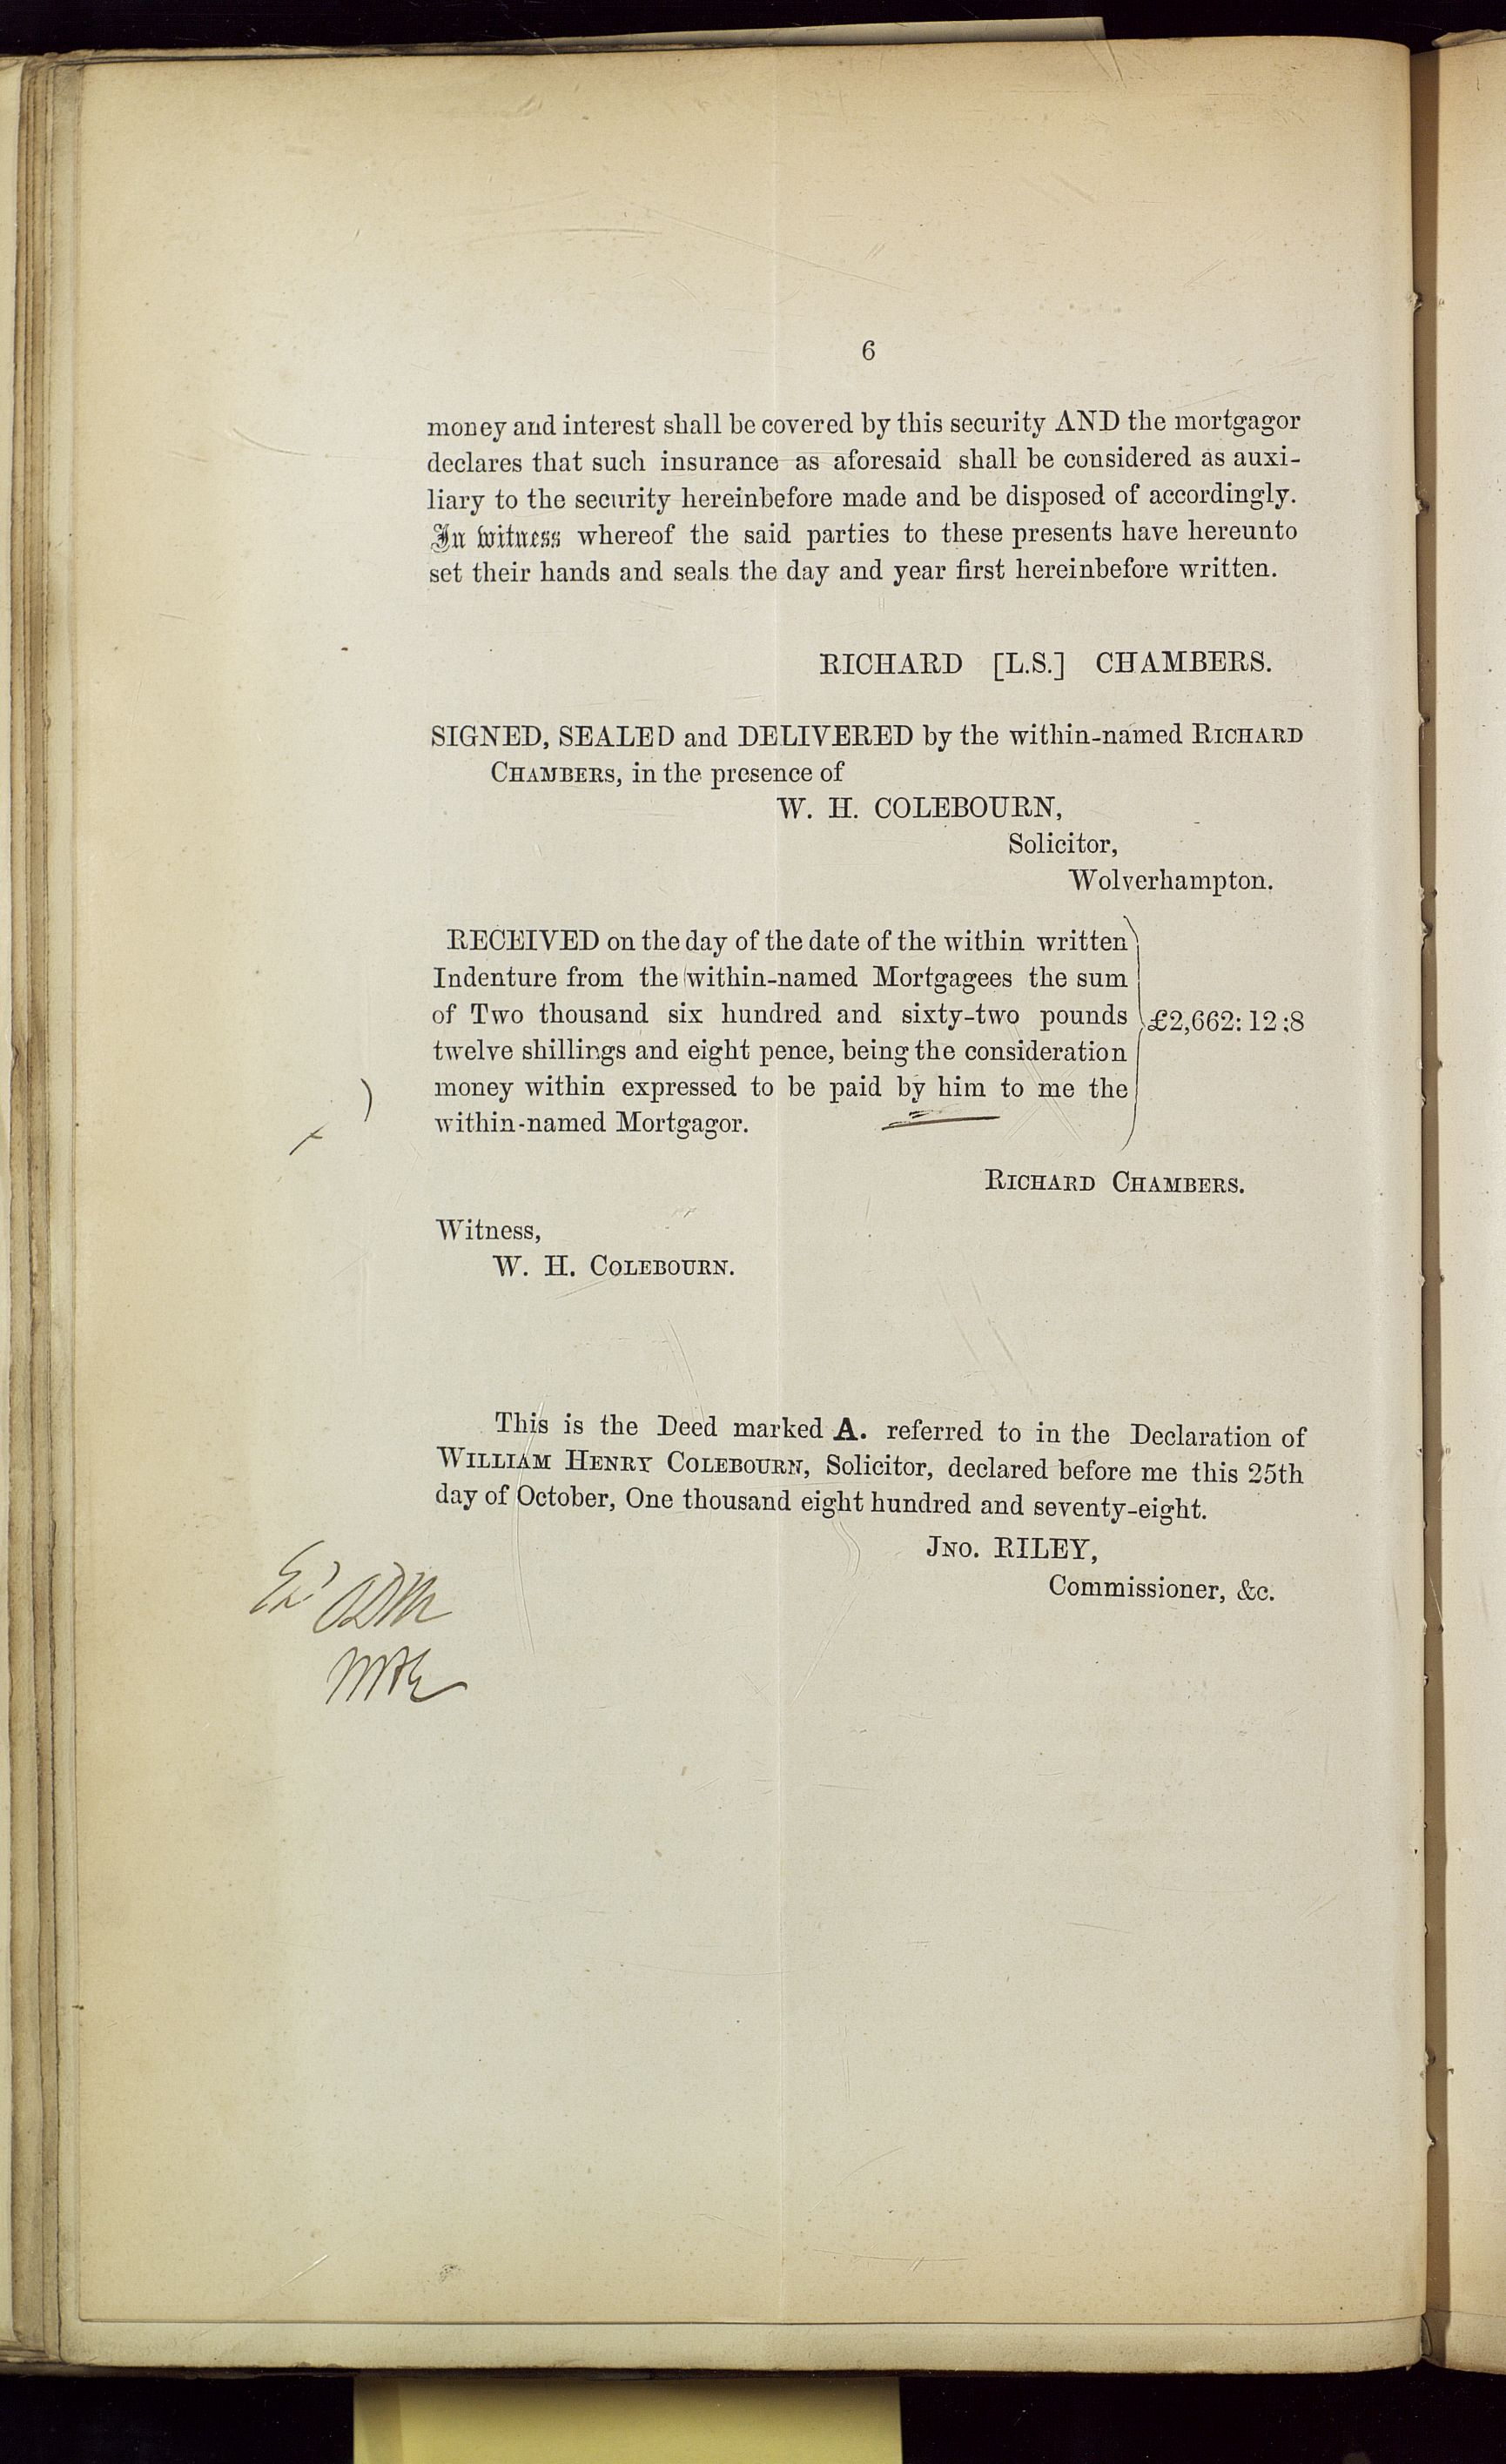 6
money and interest shall be covered by this security AND the mortgagor
declares that such insurance as aforesaid shall be considered as auxi-
liary to the security hereinbefore made and be disposed of accordingly.
In witness whereof the said parties to these presents have hereunto
set their hands and seals the day and year first hereinbefore written.
RICHARD [L.S.] CHAMBERS.
SIGNED, SEALED and DELIVERED by the within-named RICHARD
CHAMBERS, in the presence of
W. H. COLEBOURN,
Solicitor,
Wolverhampton.
RECEIVED on the day of the date of the within written
Indenture from the within-named Mortgagees the sum
of Two thousand six hundred and sixty-two pounds
£2,662:12:8
twelve shillings and eight pence, being the consideration
money within expressed to be paid by him to me the
within-named Mortgagor.
RICHARD CHAMBERS.
Witness,
W. H. COLEBOURN.
This is the Deed marked A. referred to in the Declaration of
WILLIAM HENRY COLEBOURN, Solicitor, declared before me this 25th
day of October, One thousand eight hundred and seventy-eight.
JNO. RILEY,
Commissioner, &c.